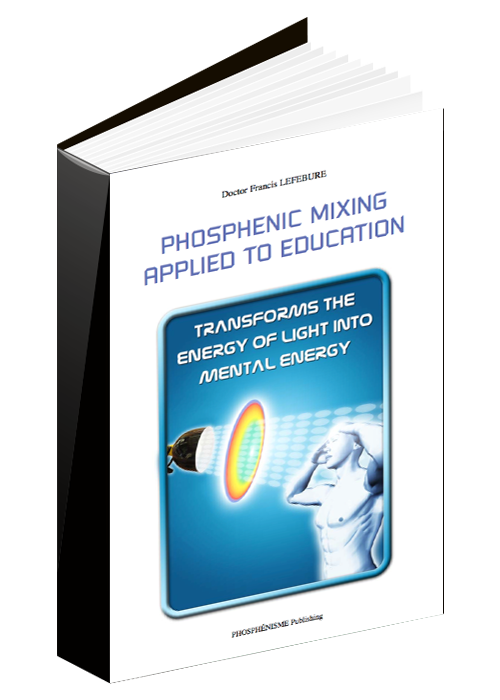 Doctor Francis LEFEBURE
PHOSPHENIC MIXING
APPLIED TO EDUCATION
TRANSFORMS THE
ENERGY OF LIGHT INTO
MENTAL ENERGY
PHOSPHÉNISME Publishing